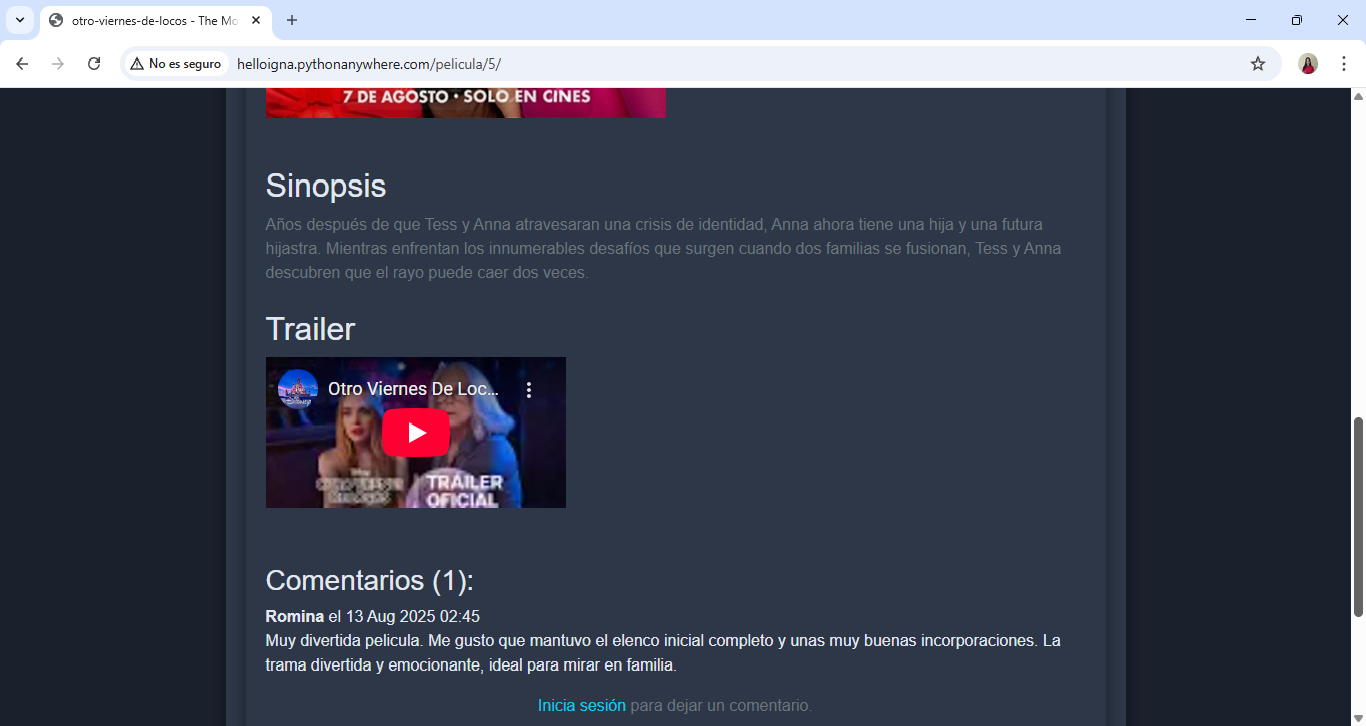 otro-viernes-de-locos - The Mo
No es seguro
helloigna.pythonanywhere.com/pelicula/5/
7 DE AGOSTO • SOLO EN CINES
Sinopsis
Años después de que Tess y Anna atravesaran una crisis de identidad, Anna ahora tiene una hija y una futura
hijastra. Mientras enfrentan los innumerables desafíos que surgen cuando dos familias se fusionan, Tess y Anna
descubren que el rayo puede caer dos veces.
Trailer
Otro Viernes De Loc...
TRÁILER
OFICIAL
Comentarios (1):
Romina el 13 Aug 2025 02:45
Muy divertida pelicula. Me gusto que mantuvo el elenco inicial completo y unas muy buenas incorporaciones. La
trama divertida y emocionante, ideal para mirar en familia.
Inicia sesión para dejar un comentario.